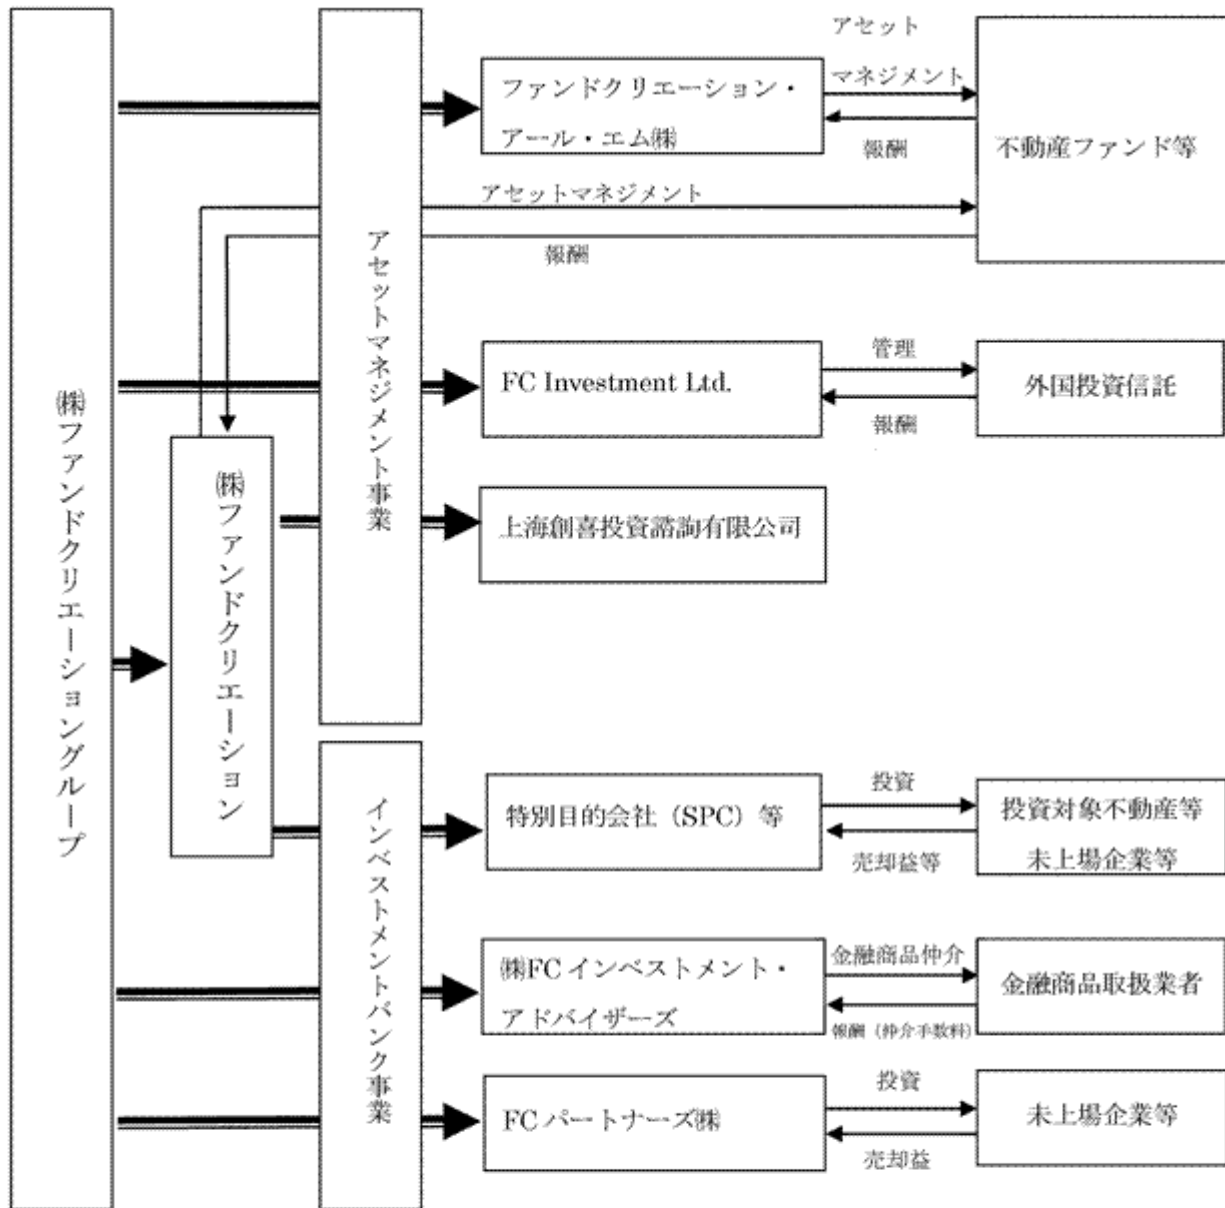 ㈱ファンドクリエーショングループ
㈱ファンドクリエーション
アセットマネジメント事業
ファンドクリエーション・
アール・エム㈱
アセット
マネジメント
報酬
不動産ファンド等
アセットマネジメント
報酬
FC Investment Ltd.
管理
報酬
外国投資信託
上海創喜投資諮詢有限公司
インベストメントバンク事業
特別目的会社（SPC）等
投資
売却益等
投資対象不動産等
未上場企業等
㈱FCインベストメント・
アドバイザーズ
金融商品仲介
報酬（仲介手数料）
金融商品取扱業者
FCパートナーズ㈱
投資
売却益
未上場企業等